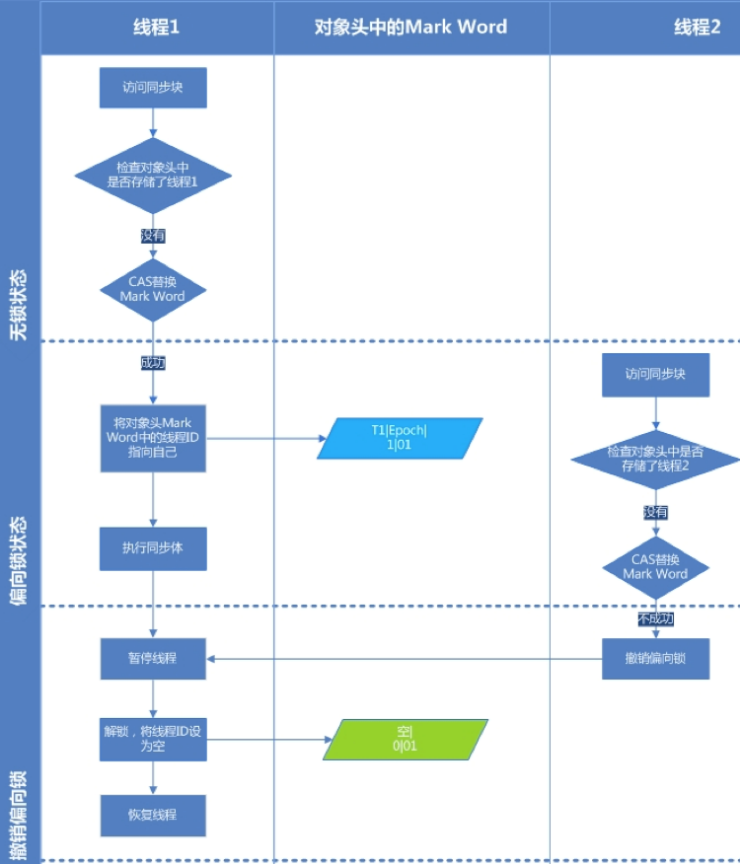 线程1
对象头中的Mark Word
线程2
无锁状态
访问同步块
检查对象头中
是否存储了线程1
没有
CAS替换
Mark Word
偏向锁状态
成功
将对象头Mark
Word中的线程ID
指向自己
T1|Epoch|
1|01
执行同步体
访问同步块
检查对象头中是否
存储了线程2
没有
CAS替换
Mark Word
不成功
撤销偏向锁
撤销偏向锁
暂停线程
解锁，将线程ID设
为空
空|
0|01
恢复线程